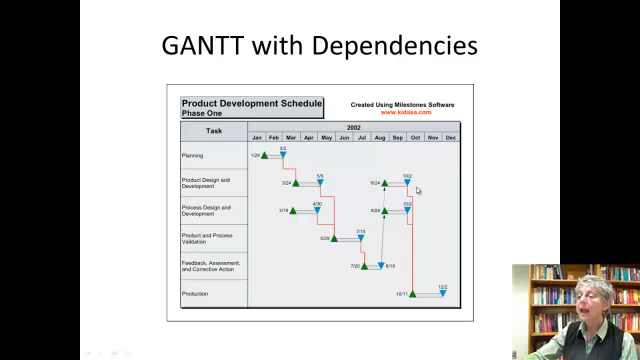 GANTT with Dependencies
Product Development Schedule
Phase One
Created Using Milestones Software
www.kidasa.com
Task
2002
Jan Feb Mar Apr May Jun Jul Aug Sep Oct Nov Dec
Planning
1/29
3/2
Product Design and
Development
3/24
5/5
8/24
10/2
Process Design and
Development
3/19
4/30
8/24
10/2
Product and Process
Validation
5/29
7/14
Feedback, Assessment,
and Corrective Action
7/20
8/18
Production
10/11
12/2